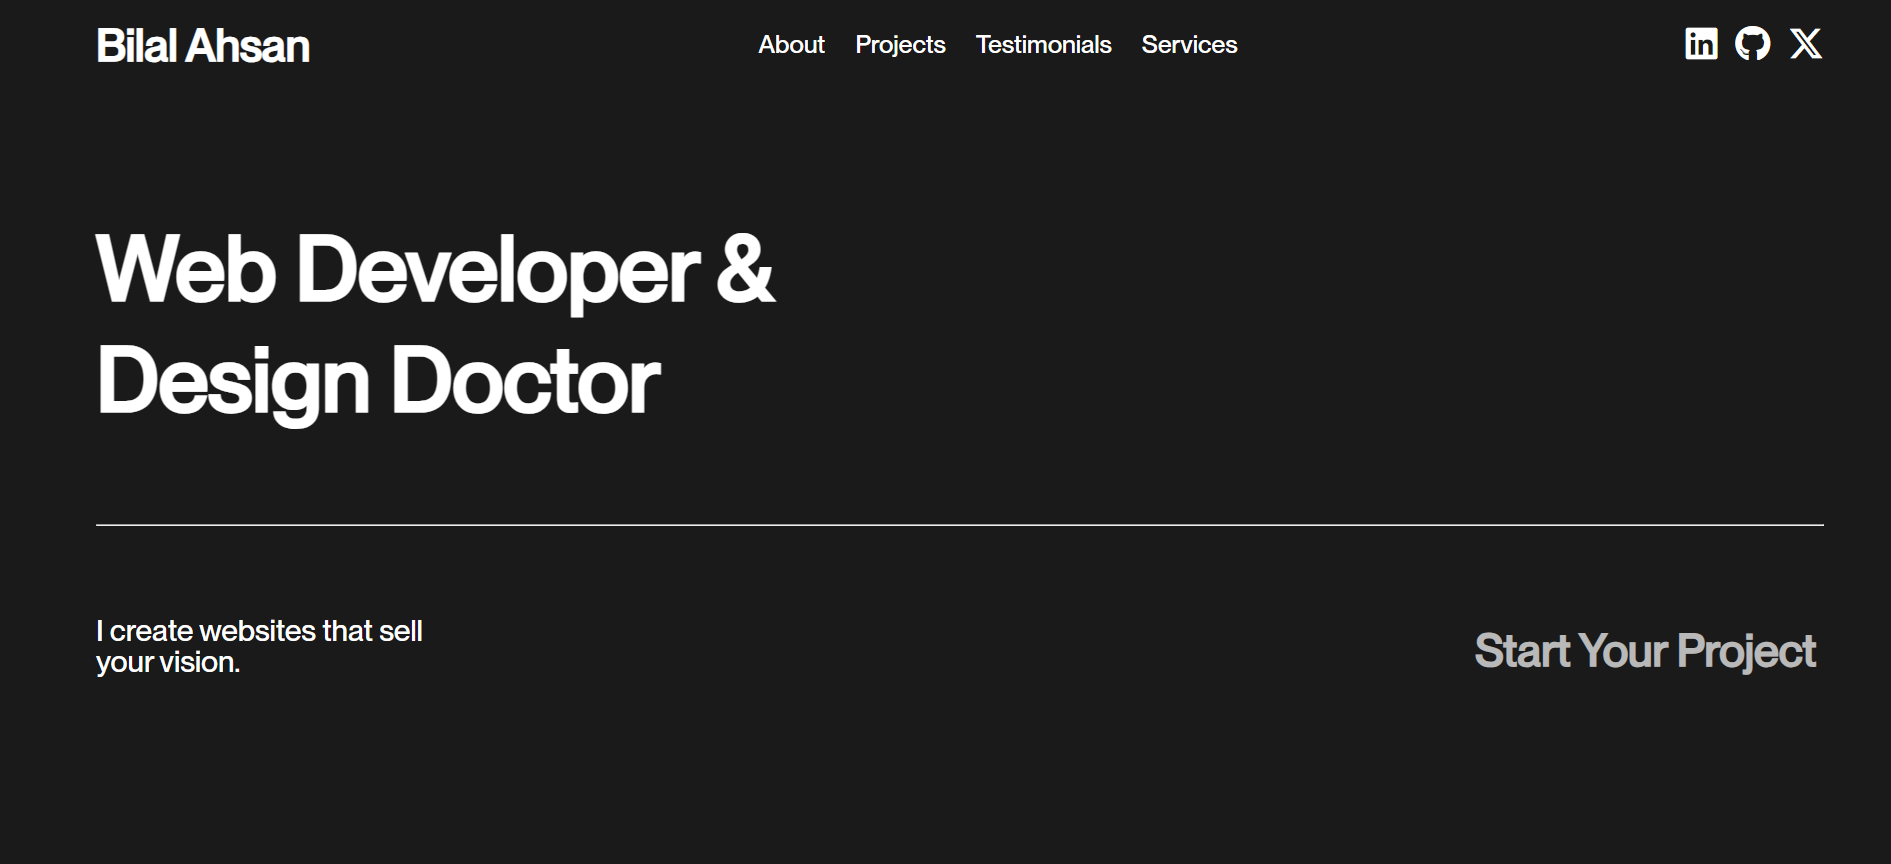 Bilal Ahsan
About Projects Testimonials Services
Web Developer &
Design Doctor
I create websites that sell
your vision.
Start Your Project